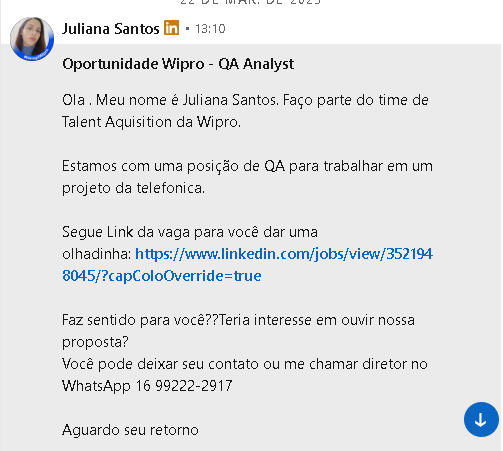 22 DE MAR. DE 2023
Juliana Santos in • 13:10
Oportunidade Wipro - QA Analyst
Ola . Meu nome é Juliana Santos. Faço parte do time de
Talent Aquisition da Wipro.
Estamos com uma posição de QA para trabalhar em um
projeto da telefonica.
Segue Link da vaga para você dar uma
olhadinha: https://www.linkedin.com/jobs/view/352194
8045/?capColoOverride=true
Faz sentido para você??Teria interesse em ouvir nossa
proposta?
Você pode deixar seu contato ou me chamar diretor no
WhatsApp 16 99222-2917
Aguardo seu retorno